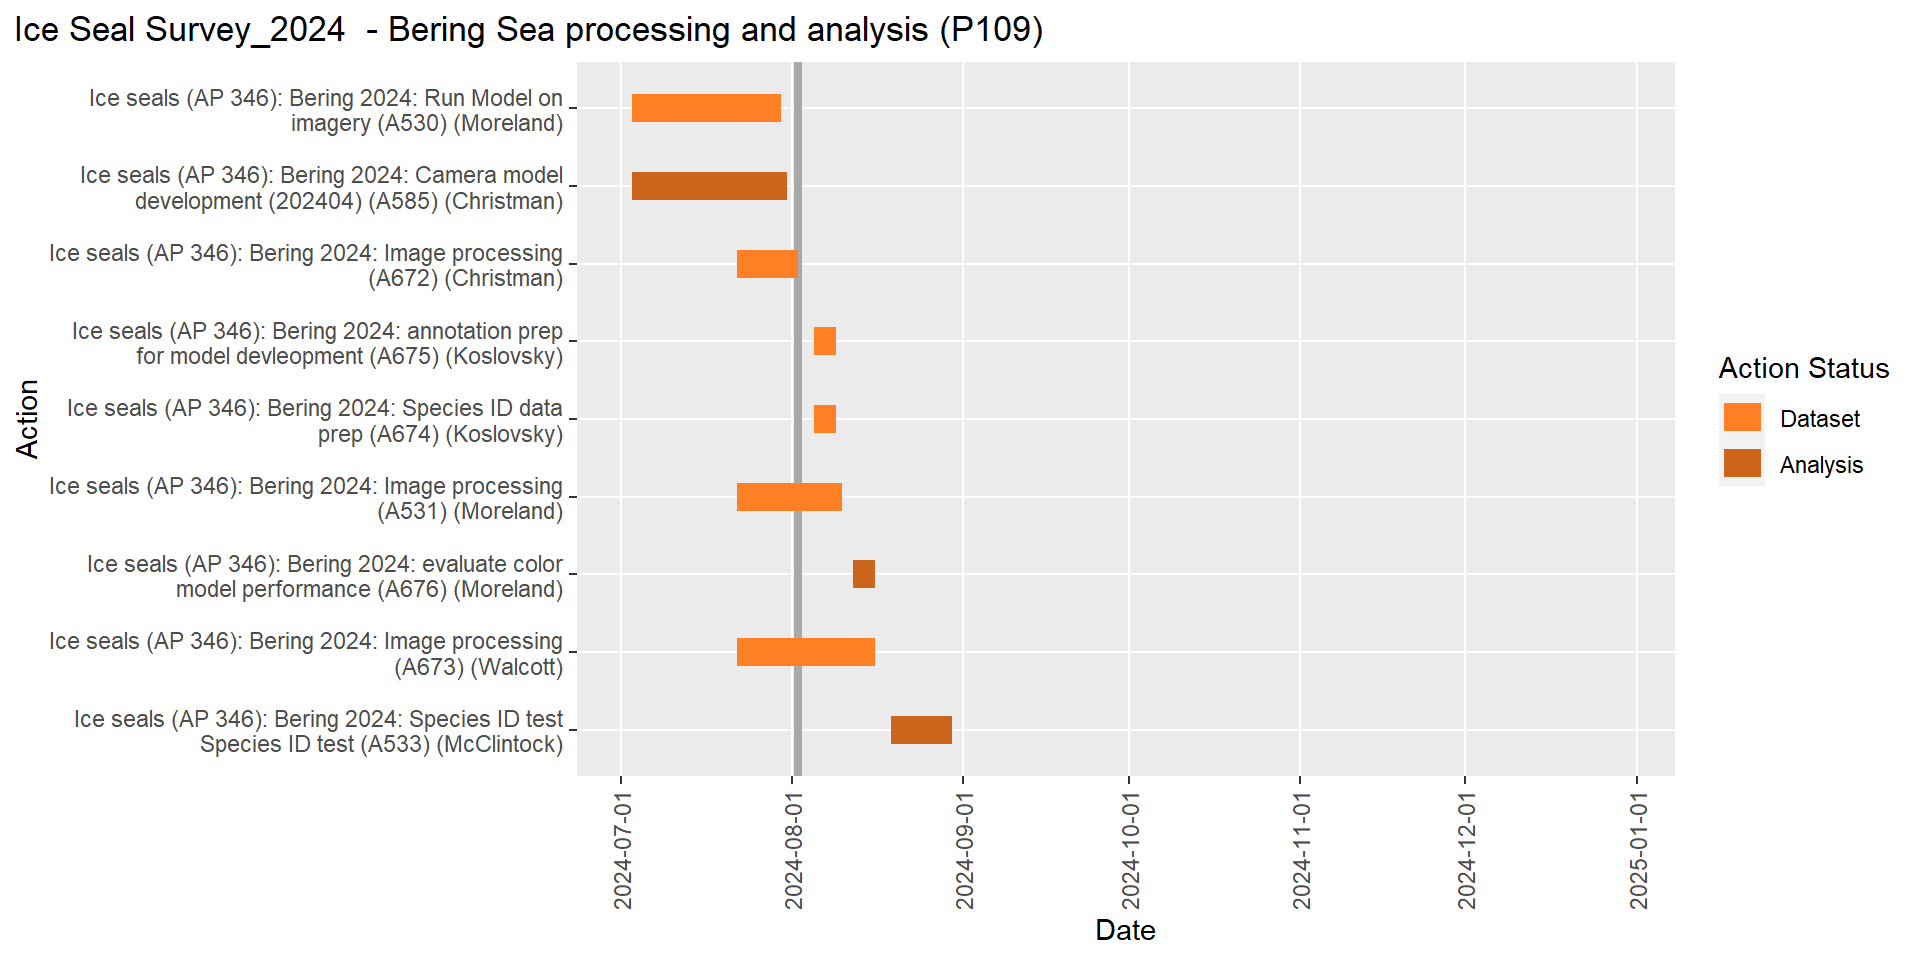 Ice Seal Survey_2024  - Bering Sea processing and analysis (P109)
Action
Ice seals (AP 346): Bering 2024: Run Model on
imagery (A530) (Moreland)
Ice seals (AP 346): Bering 2024: Camera model
development (202404) (A585) (Christman)
Ice seals (AP 346): Bering 2024: Image processing
(A672) (Christman)
Ice seals (AP 346): Bering 2024: annotation prep
for model devleopment (A675) (Koslovsky)
Ice seals (AP 346): Bering 2024: Species ID data
prep (A674) (Koslovsky)
Ice seals (AP 346): Bering 2024: Image processing
(A531) (Moreland)
Ice seals (AP 346): Bering 2024: evaluate color
model performance (A676) (Moreland)
Ice seals (AP 346): Bering 2024: Image processing
(A673) (Walcott)
Ice seals (AP 346): Bering 2024: Species ID test
Species ID test (A533) (McClintock)
2024-07-01
2024-08-01
2024-09-01
2024-10-01
2024-11-01
2024-12-01
2025-01-01
Date
Action Status
Dataset
Analysis